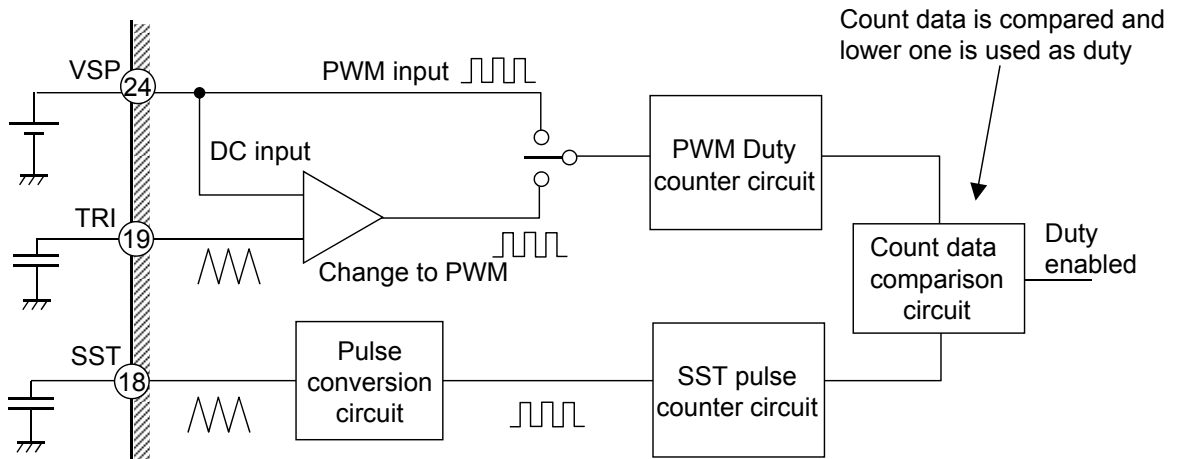 Count data is compared and
lower one is used as duty
VSP
24
PWM input
DC input
PWM Duty
counter circuit
TRI
19
Change to PWM
Count data
comparison
circuit
Duty
enabled
SST
18
Pulse
conversion
circuit
SST pulse
counter circuit